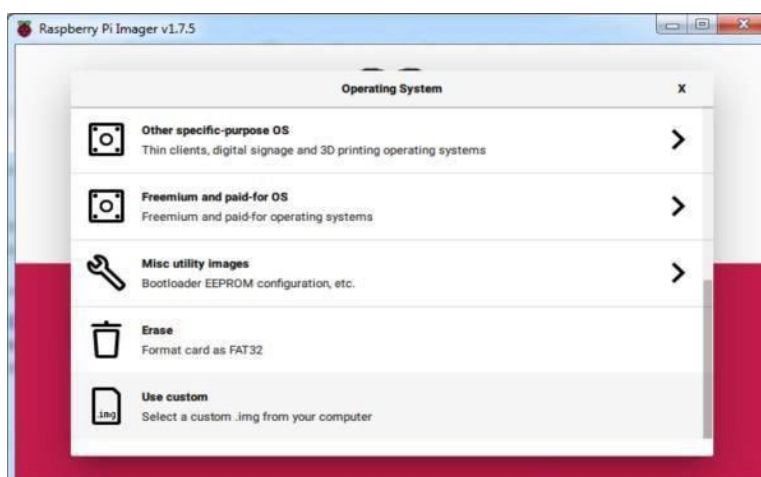 Raspberry Pi Imager v1.7.5
Operating System X
Other specific-purpose OS
Thin clients, digital signage and 3D printing operating systems
Freemium and paid-for OS
Freemium and paid-for operating systems
Misc utility images
Bootloader EEPROM configuration, etc.
Erase
Format card as FAT32
Use custom
.img
Select a custom .img from your computer